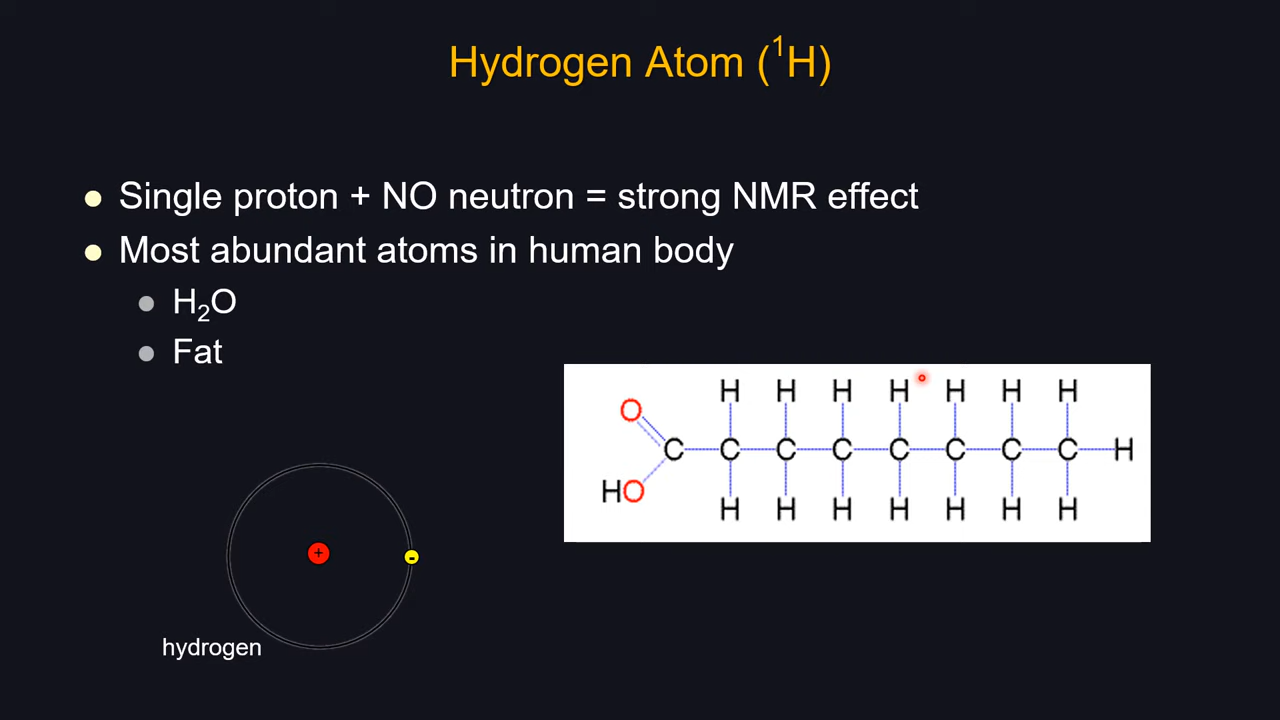 Hydrogen Atom (¹H)
Single proton + NO neutron = strong NMR effect
Most abundant atoms in human body
H₂O
Fat
H H H H H H H
O
C C C C C C C C H
HO
H H H H H H H
+
-
hydrogen